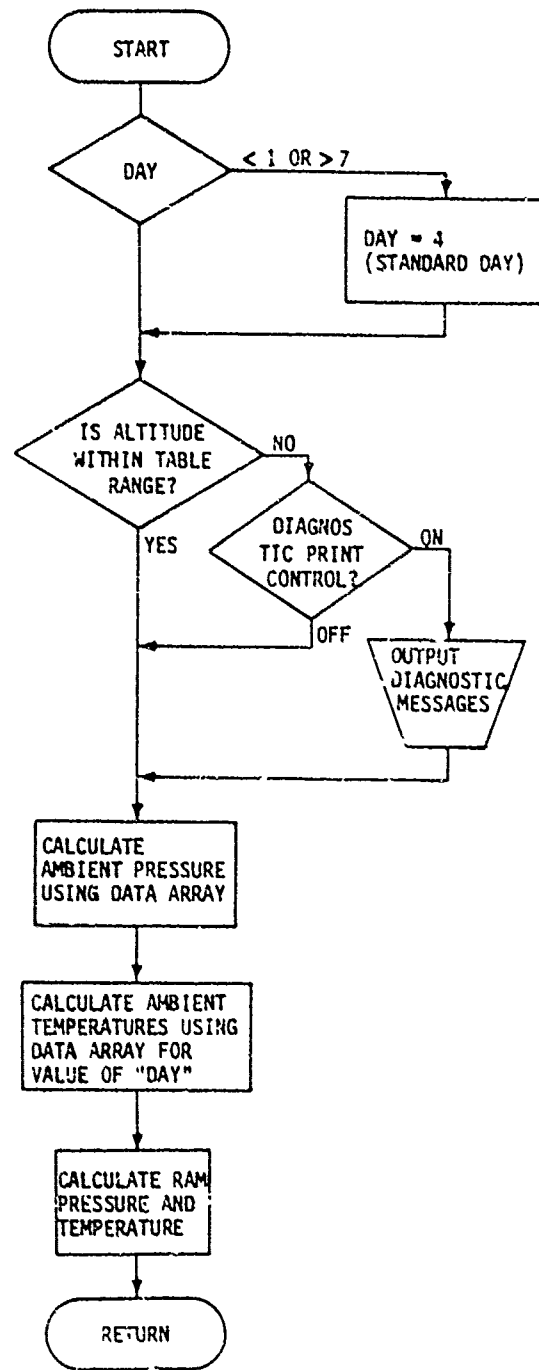 START
DAY
< 1 OR > 7
DAY = 4
(STANDARD DAY)
IS ALTITUDE
WITHIN TABLE
RANGE?
NO
YES
DIAGNOS
TIC PRINT
CONTROL?
ON
OFF
OUTPUT
DIAGNOSTIC
MESSAGES
CALCULATE
AMBIENT PRESSURE
USING DATA ARRAY
CALCULATE AMBIENT
TEMPERATURES USING
DATA ARRAY FOR
VALUE OF "DAY"
CALCULATE RAM
PRESSURE AND
TEMPERATURE
RETURN